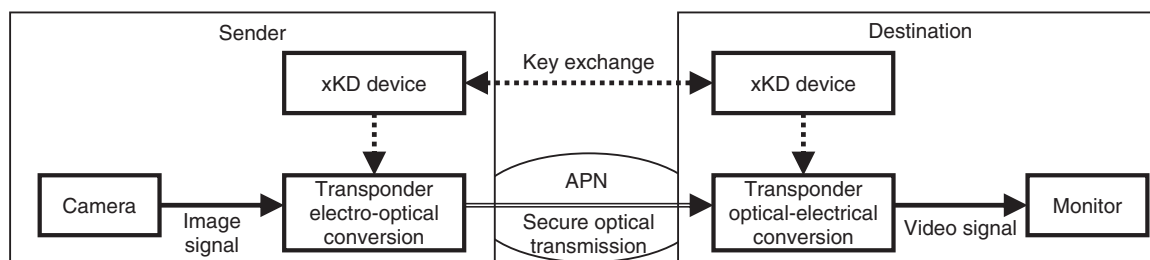 Sender
Destination
Key exchange
xKD device
xKD device
Camera
Image
signal
Transponder
electro-optical
conversion
APN
Secure optical
transmission
Transponder
optical-electrical
conversion
Video signal
Monitor